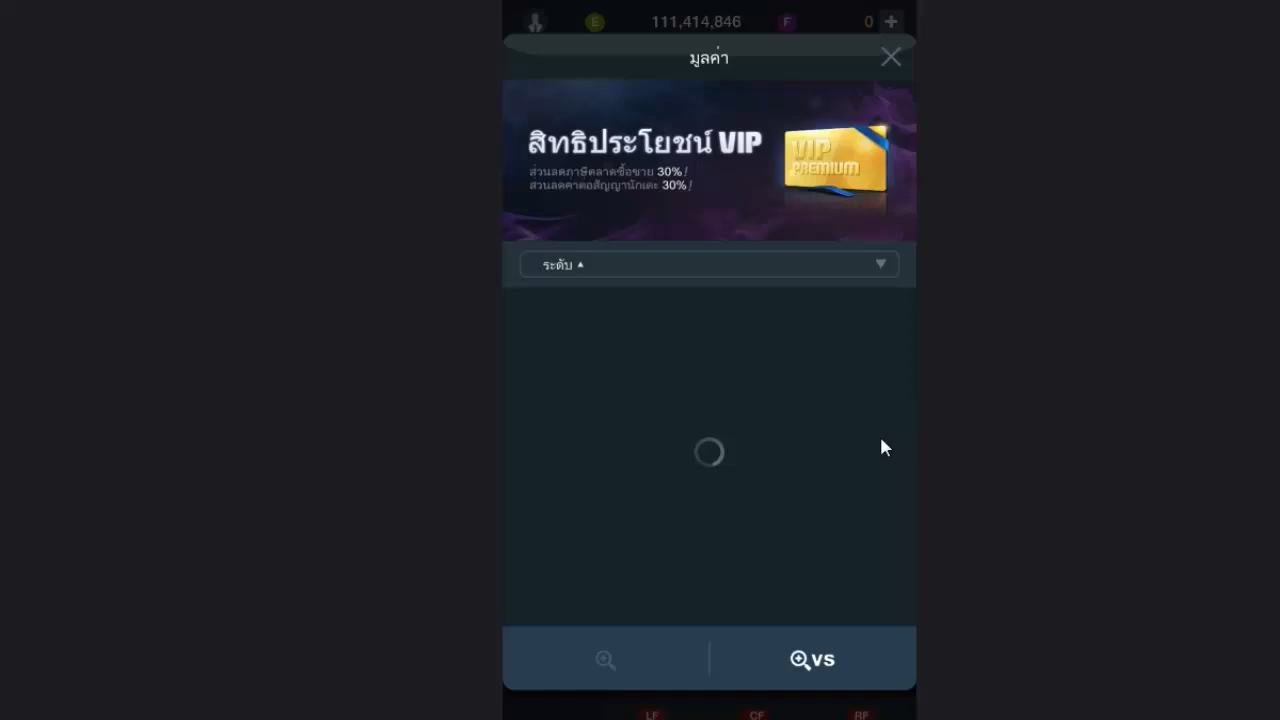 E 111,414,846 F 0 +
มูลค่า
สิทธิประโยชน์ VIP
ส่วนลดภาษีตลาดซื้อขาย 30%!
ส่วนลดค่าต่อสัญญานักเตะ 30%!
VIP
PREMIUM
ระดับ ▲
VS
LF CF RF